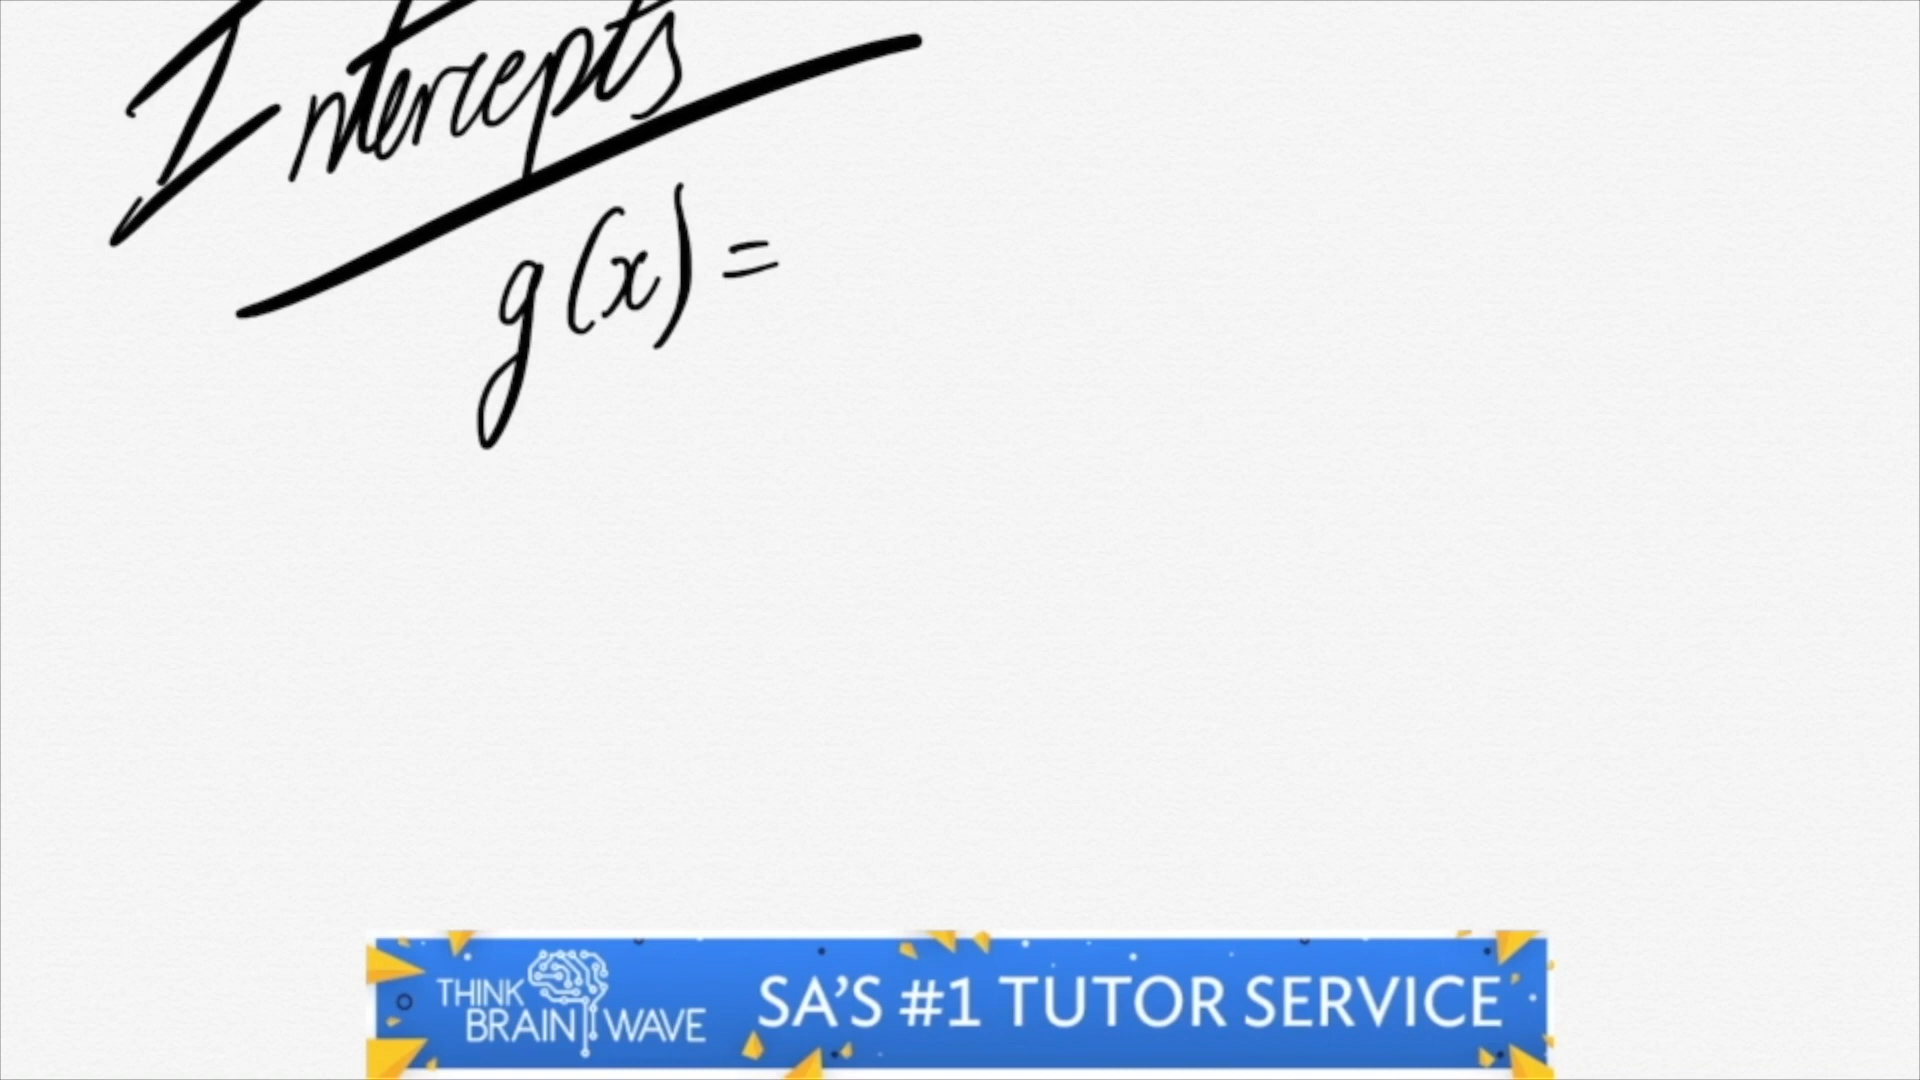 Intercepts
g(x) =
THINK
BRAIN WAVE
SA'S #1 TUTOR SERVICE